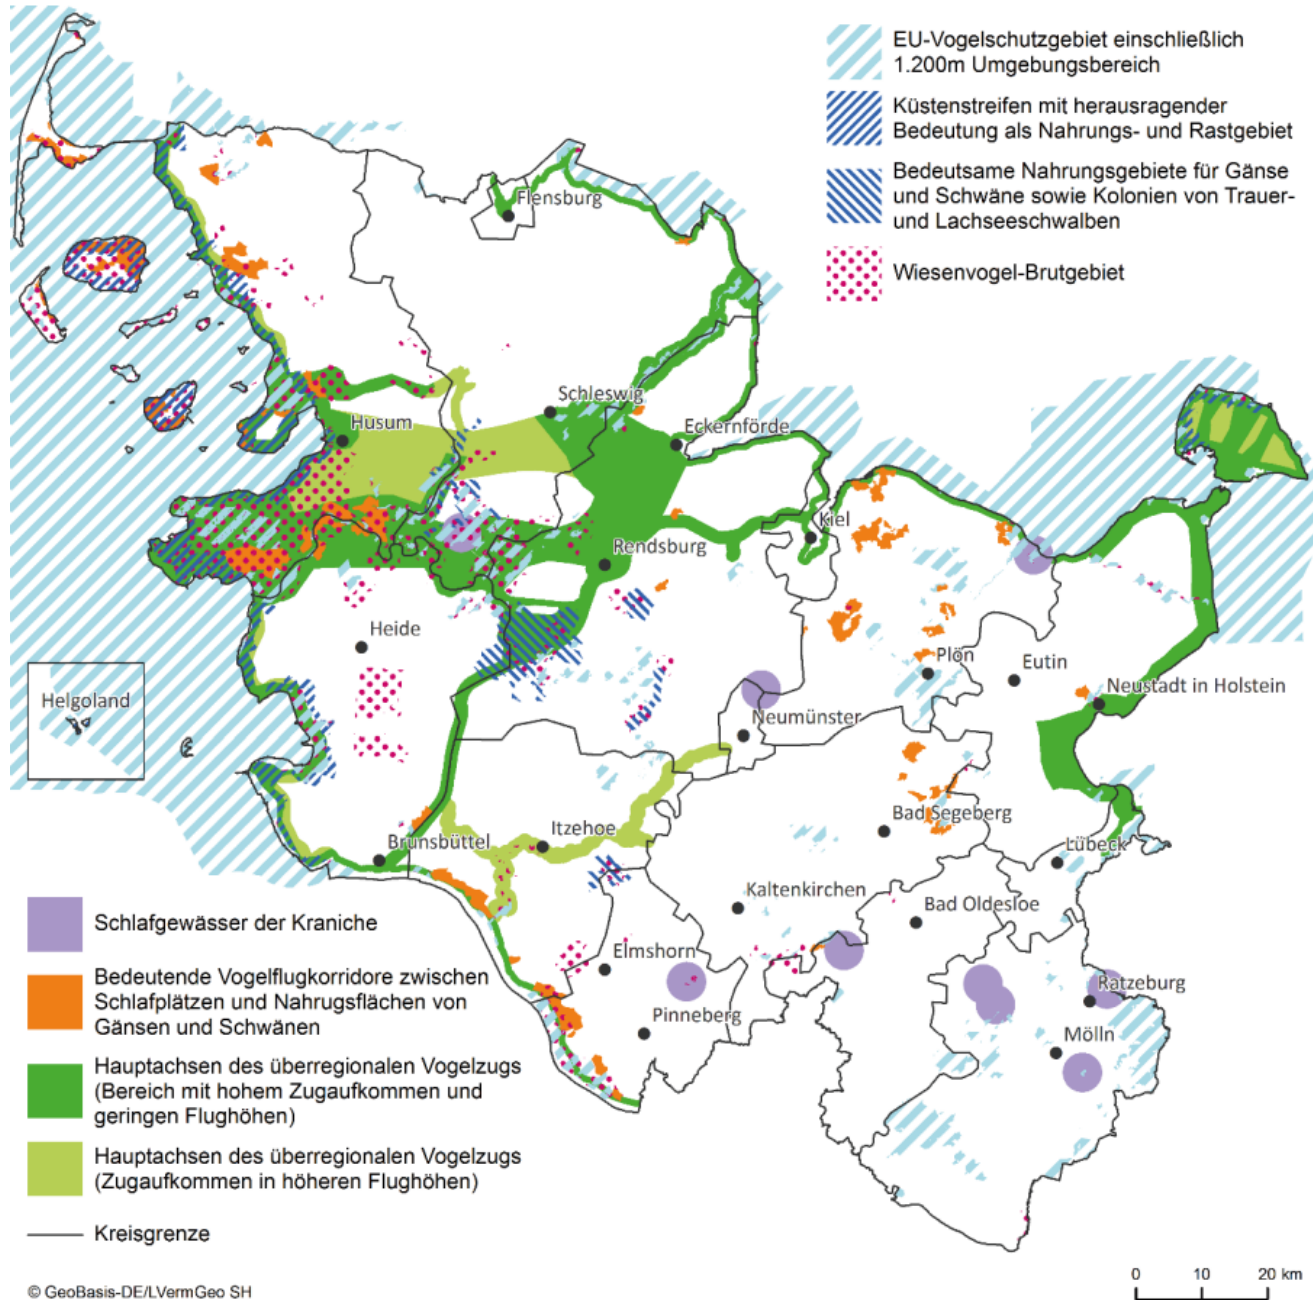 EU-Vogelschutzgebiet einschließlich
1.200m Umgebungsbereich
Küstenstreifen mit herausragender
Bedeutung als Nahrungs- und Rastgebiet
Bedeutsame Nahrungsgebiete für Gänse
und Schwäne sowie Kolonien von Trauer-
und Lachseeschwalben
Wiesenvogel-Brutgebiet
Flensburg
Schleswig
Husum
Eckernförde
Kiel
Rendsburg
Heide
Plön
Eutin
Neustadt in Holstein
Helgoland
Neumünster
Bad Segeberg
Itzehoe
Brunsbüttel
Lübeck
Kaltenkirchen
Bad Oldesloe
Elmshorn
Ratzeburg
Pinneberg
Mölln
Schlafgewässer der Kraniche
Bedeutende Vogelflugkorridore zwischen
Schlafplätzen und Nahrugsflächen von
Gänsen und Schwänen
Hauptachsen des überregionalen Vogelzugs
(Bereich mit hohem Zugaufkommen und
geringen Flughöhen)
Hauptachsen des überregionalen Vogelzugs
(Zugaufkommen in höheren Flughöhen)
Kreisgrenze
0 10 20 km
© GeoBasis-DE/LVermGeo SH